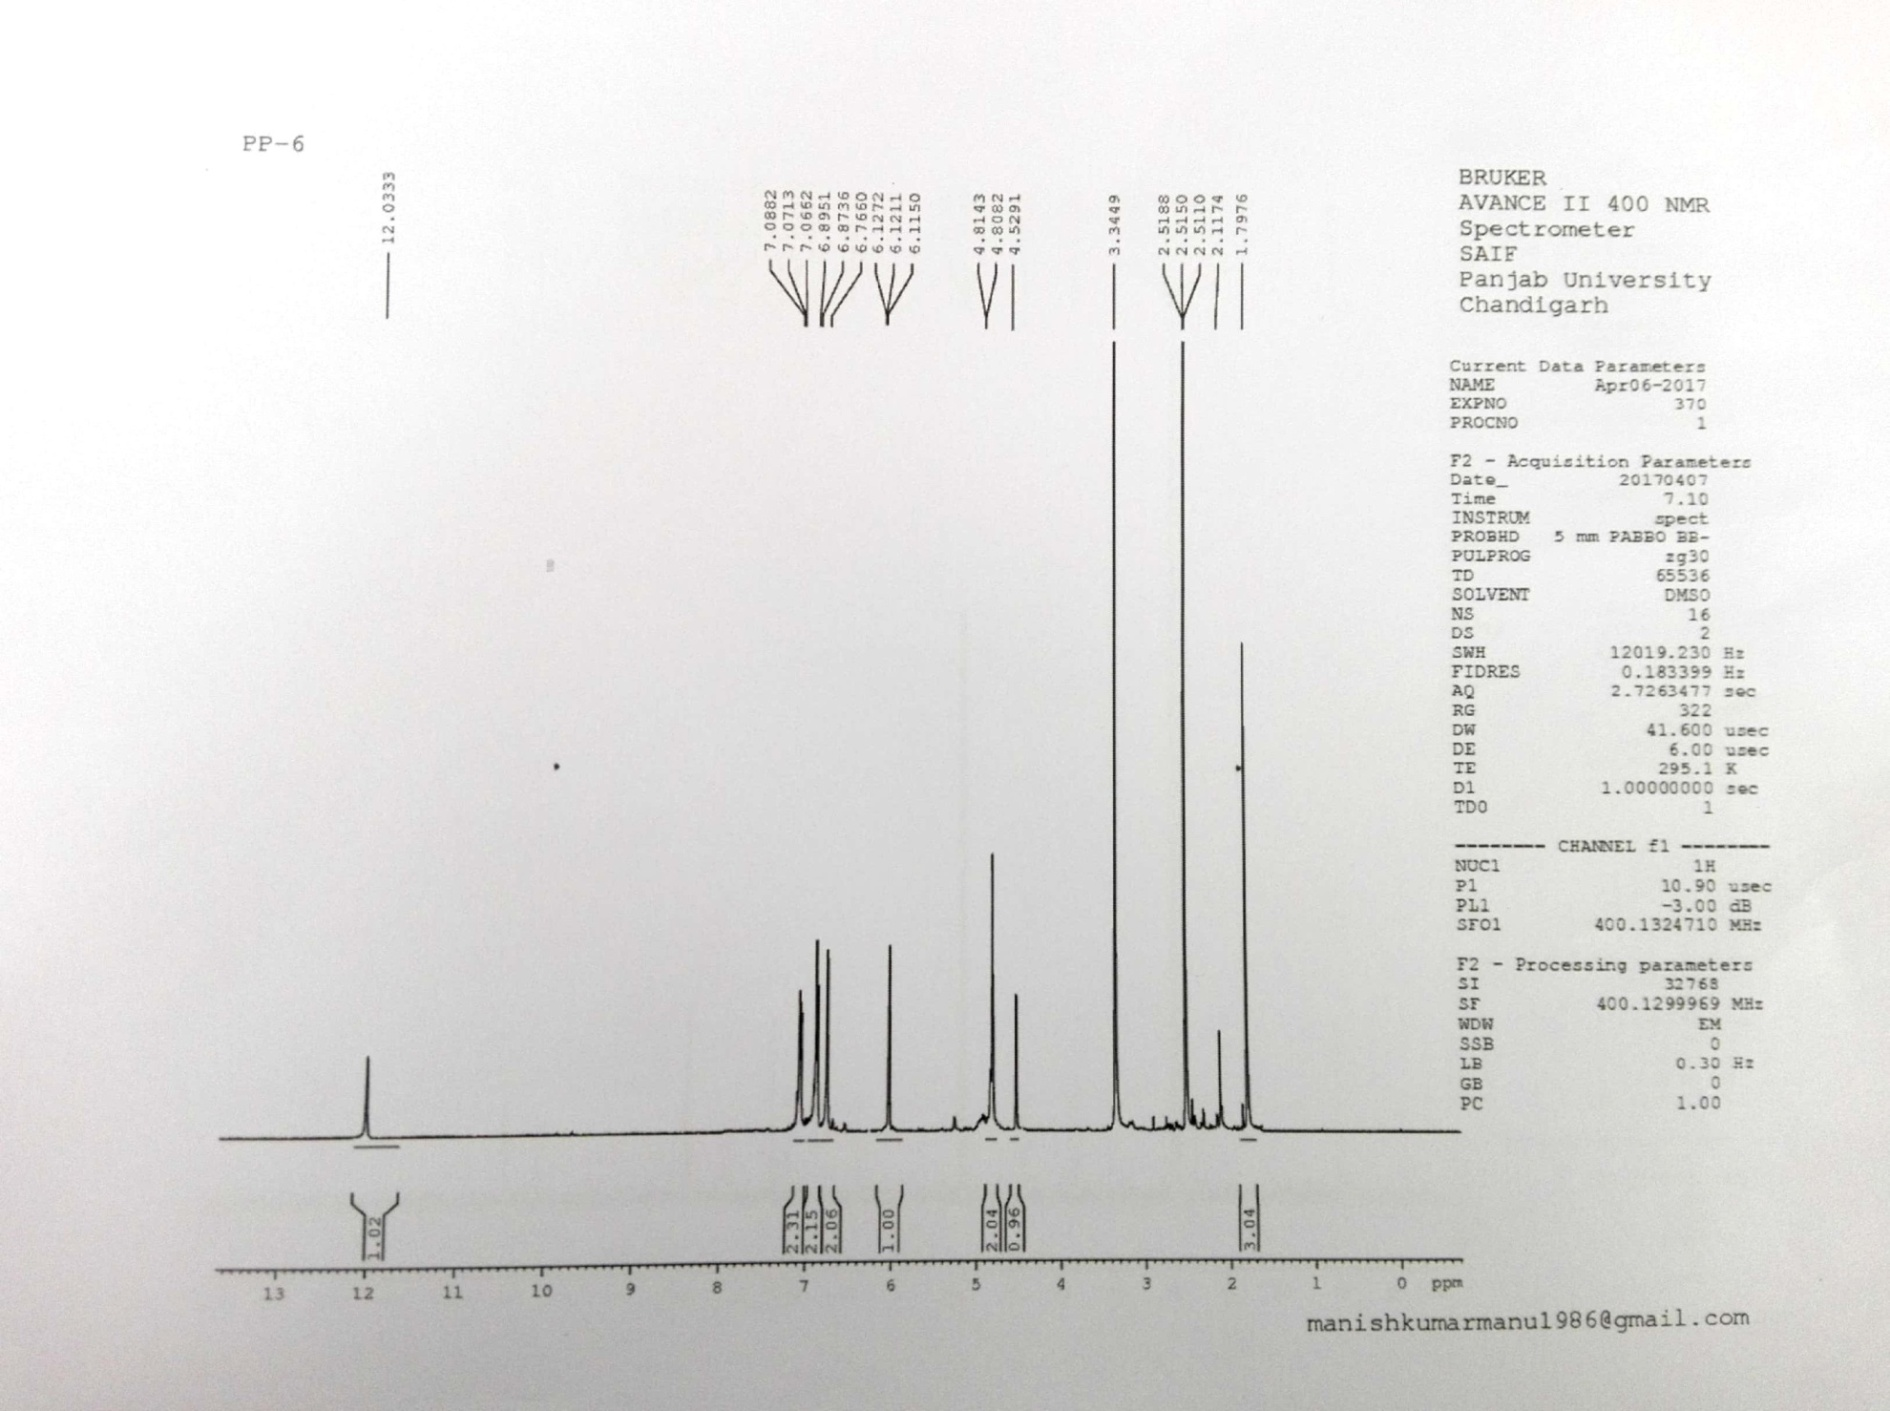 PP-6
12.0333
7.0882
7.0713
7.0662
6.8951
6.8736
6.7660
6.1272
6.1211
6.1150
4.8143
4.8082
4.5291
3.3449
2.5188
2.5150
2.5110
2.1174
1.7976
BRUKER
AVANCE II 400 NMR
Spectrometer
SAIF
Panjab University
Chandigarh
Current Data Parameters
NAME Apr06-2017
EXPNO 370
PROCNO 1
F2 - Acquisition Parameters
Date_ 20170407
Time 7.10
INSTRUM spect
PROBHD 5 mm PABBO BB-
PULPROG zg30
TD 65536
SOLVENT DMSO
NS 16
DS 2
SWH 12019.230 Hz
FIDRES 0.183399 Hz
AQ 2.7263477 sec
RG 322
DW 41.600 usec
DE 6.00 usec
TE 295.1 K
D1 1.00000000 sec
TD0 1
-------- CHANNEL f1 --------
NUC1 1H
P1 10.90 usec
PL1 -3.00 dB
SFO1 400.1324710 MHz
F2 - Processing parameters
SI 32768
SF 400.1299969 MHz
WDW EM
SSB 0
LB 0.30 Hz
GB 0
PC 1.00
1.02
2.31
2.15
2.06
1.00
2.04
0.96
3.04
13 12 11 10 9 8 7 6 5 4 3 2 1 0 ppm
manishkumarmanu1986@gmail.com